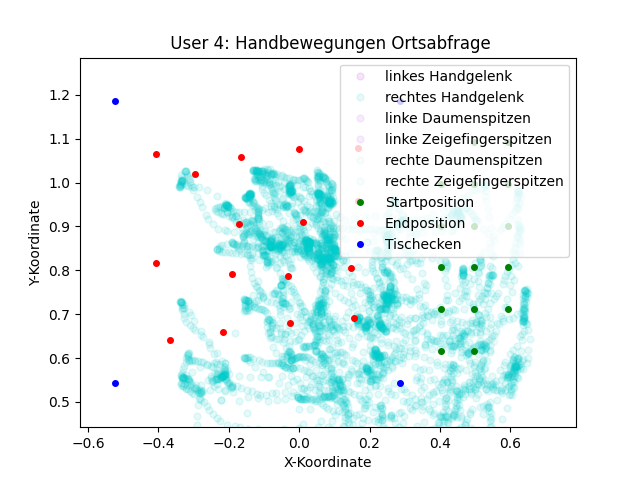 User 4: Handbewegungen Ortsabfrage
linkes Handgelenk
rechtes Handgelenk
linke Daumenspitzen
linke Zeigefingerspitzen
rechte Daumenspitzen
rechte Zeigefingerspitzen
Startposition
Endposition
Tischecken
Y-Koordinate
1.2
1.1
1.0
0.9
0.8
0.7
0.6
0.5
−0.6 −0.4 −0.2 0.0 0.2 0.4 0.6
X-Koordinate